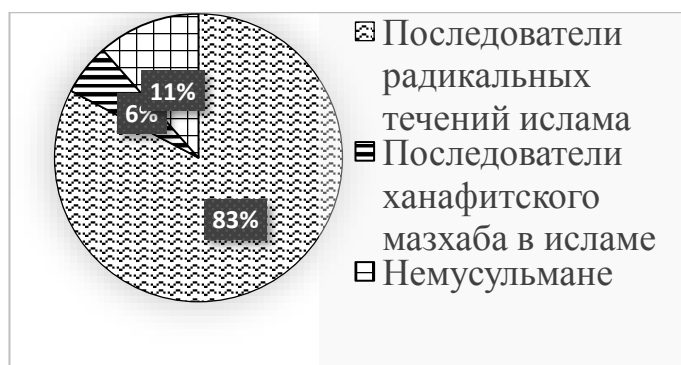 11%
6%
83%
Последователи
радикальных
течений ислама
Последователи
ханафитского
мазхаба в исламе
Немусульмане